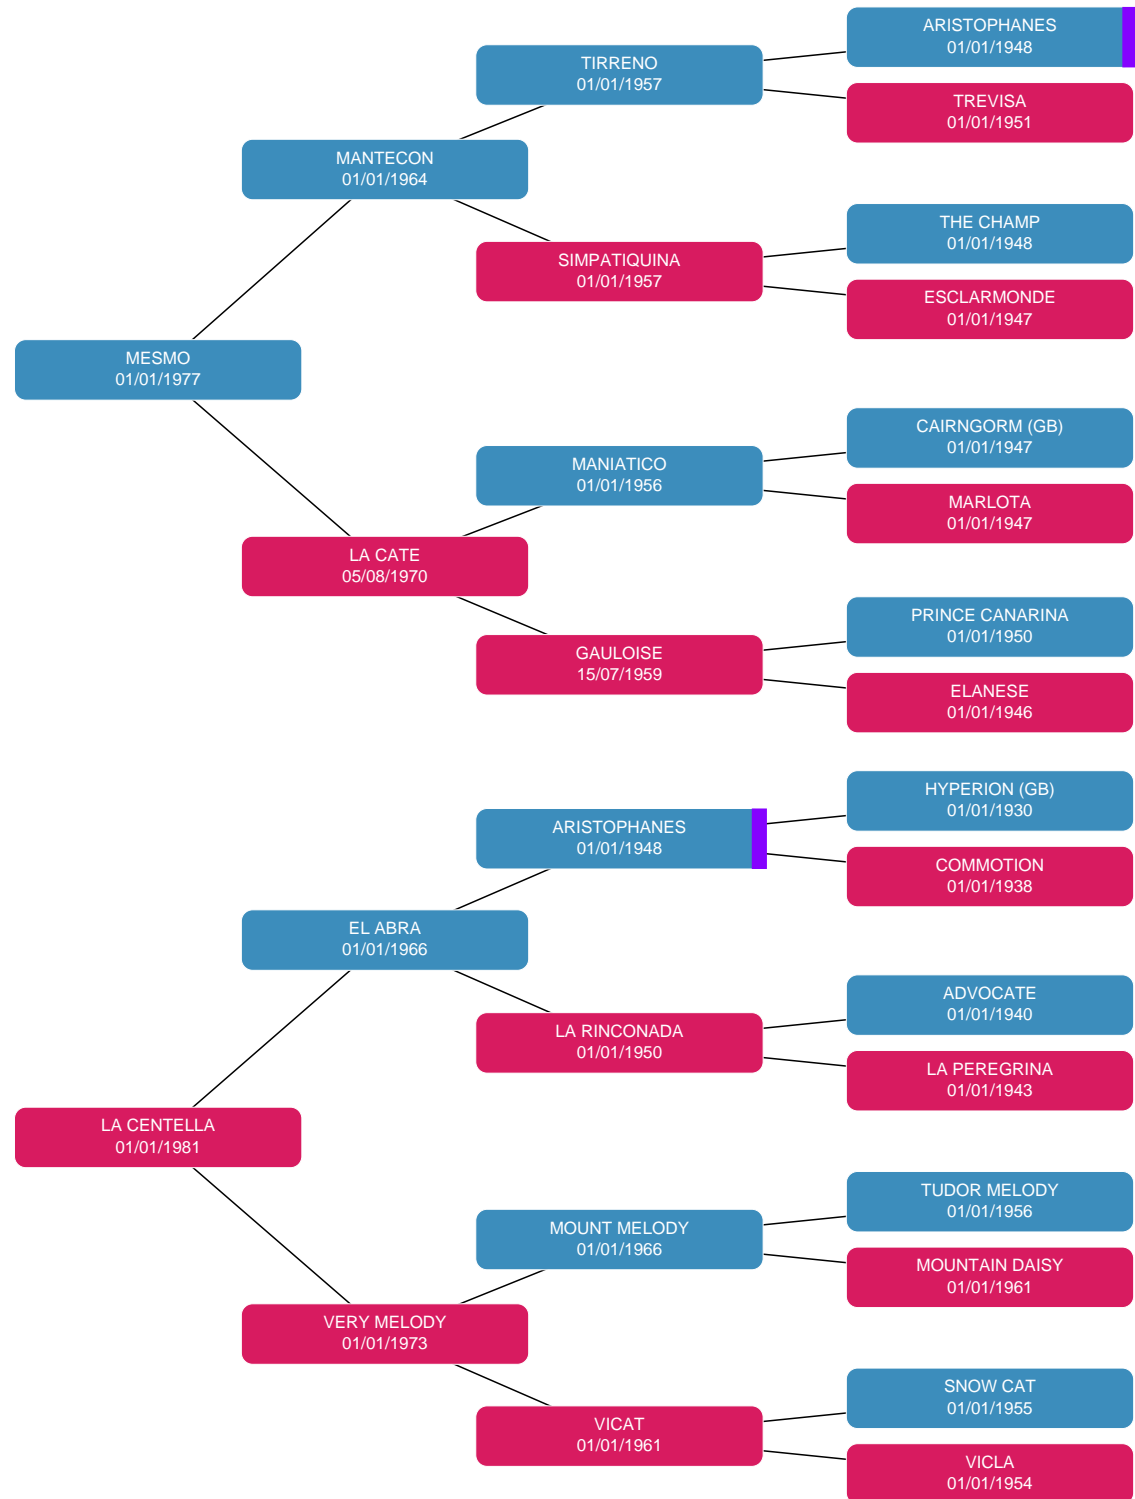 ARISTOPHANES
01/01/1948
TIRRENO
01/01/1957
TREVISA
01/01/1951
MANTECON
01/01/1964
THE CHAMP
01/01/1948
SIMPATIQUINA
01/01/1957
ESCLARMONDE
01/01/1947
MESMO
01/01/1977
CAIRNGORM (GB)
01/01/1947
MANIATICO
01/01/1956
MARLOTA
01/01/1947
LA CATE
05/08/1970
PRINCE CANARINA
01/01/1950
GAULOISE
15/07/1959
ELANESE
01/01/1946
HYPERION (GB)
01/01/1930
ARISTOPHANES
01/01/1948
COMMOTION
01/01/1938
EL ABRA
01/01/1966
ADVOCATE
01/01/1940
LA RINCONADA
01/01/1950
LA PEREGRINA
01/01/1943
LA CENTELLA
01/01/1981
TUDOR MELODY
01/01/1956
MOUNT MELODY
01/01/1966
MOUNTAIN DAISY
01/01/1961
VERY MELODY
01/01/1973
SNOW CAT
01/01/1955
VICAT
01/01/1961
VICLA
01/01/1954